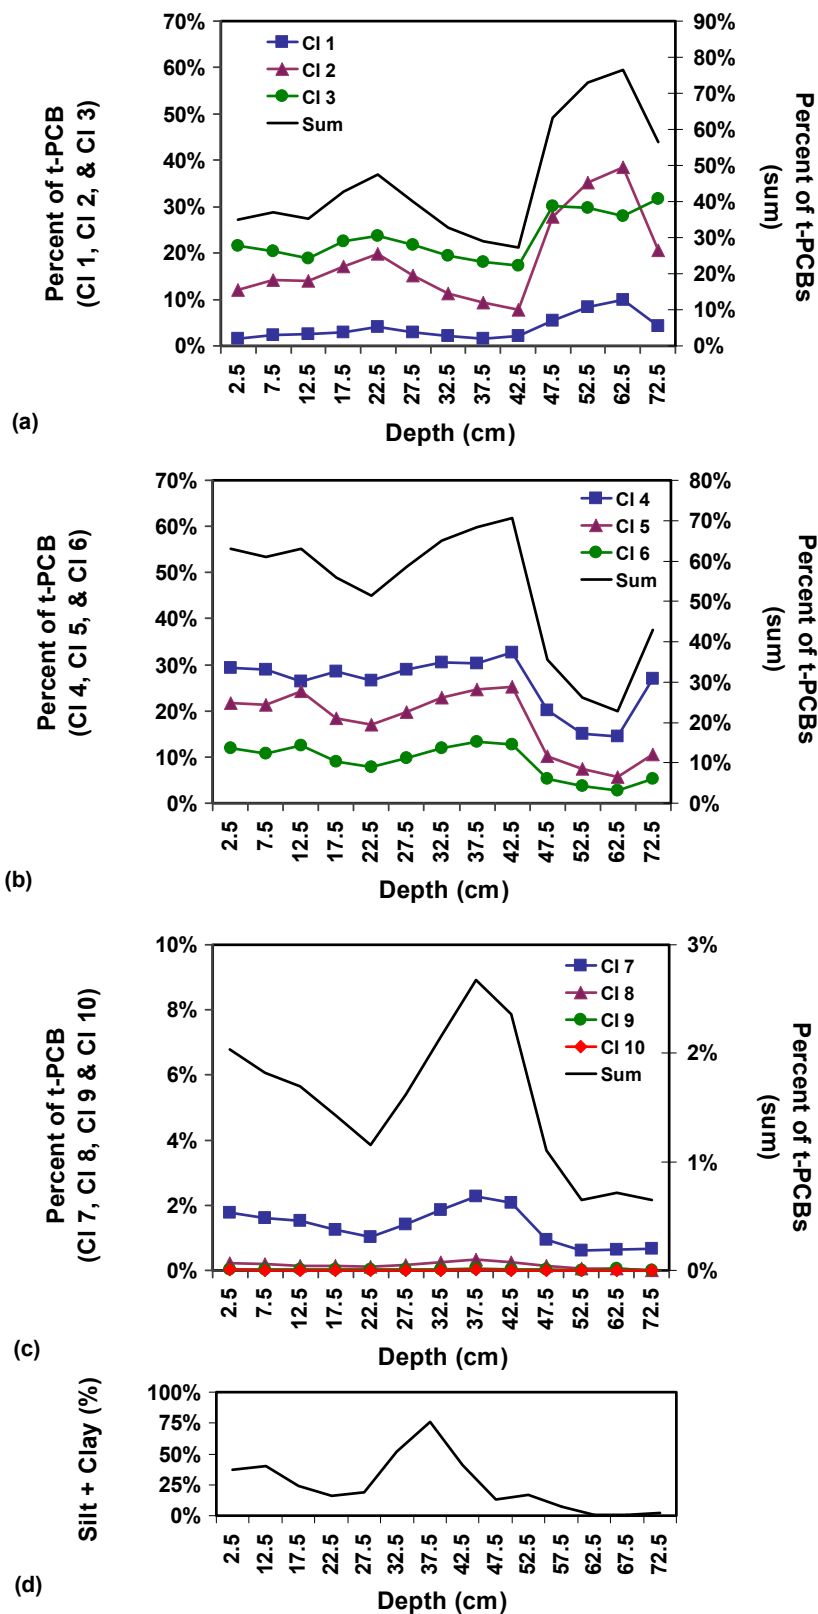 70%
60%
50%
40%
30%
20%
10%
0%
90%
80%
70%
60%
50%
40%
30%
20%
10%
0%
Cl 1
Cl 2
Cl 3
Sum
Percent of t-PCB
(Cl 1, Cl 2, & Cl 3)
Percent of t-PCBs
(sum)
2.5 7.5 12.5 17.5 22.5 27.5 32.5 37.5 42.5 47.5 52.5 62.5 72.5
Depth (cm)
(a)
70%
60%
50%
40%
30%
20%
10%
0%
80%
70%
60%
50%
40%
30%
20%
10%
0%
Cl 4
Cl 5
Cl 6
Sum
Percent of t-PCB
(Cl 4, Cl 5, & Cl 6)
Percent of t-PCBs
(sum)
2.5 7.5 12.5 17.5 22.5 27.5 32.5 37.5 42.5 47.5 52.5 62.5 72.5
Depth (cm)
(b)
10%
8%
6%
4%
2%
0%
3%
2%
1%
0%
Cl 7
Cl 8
Cl 9
Cl 10
Sum
Percent of t-PCB
(Cl 7, Cl 8, Cl 9 & Cl 10)
Percent of t-PCBs
(sum)
2.5 7.5 12.5 17.5 22.5 27.5 32.5 37.5 42.5 47.5 52.5 62.5 72.5
Depth (cm)
(c)
100%
75%
50%
25%
0%
Silt + Clay (%)
2.5 12.5 17.5 22.5 27.5 32.5 37.5 42.5 47.5 52.5 57.5 62.5 67.5 72.5
Depth (cm)
(d)